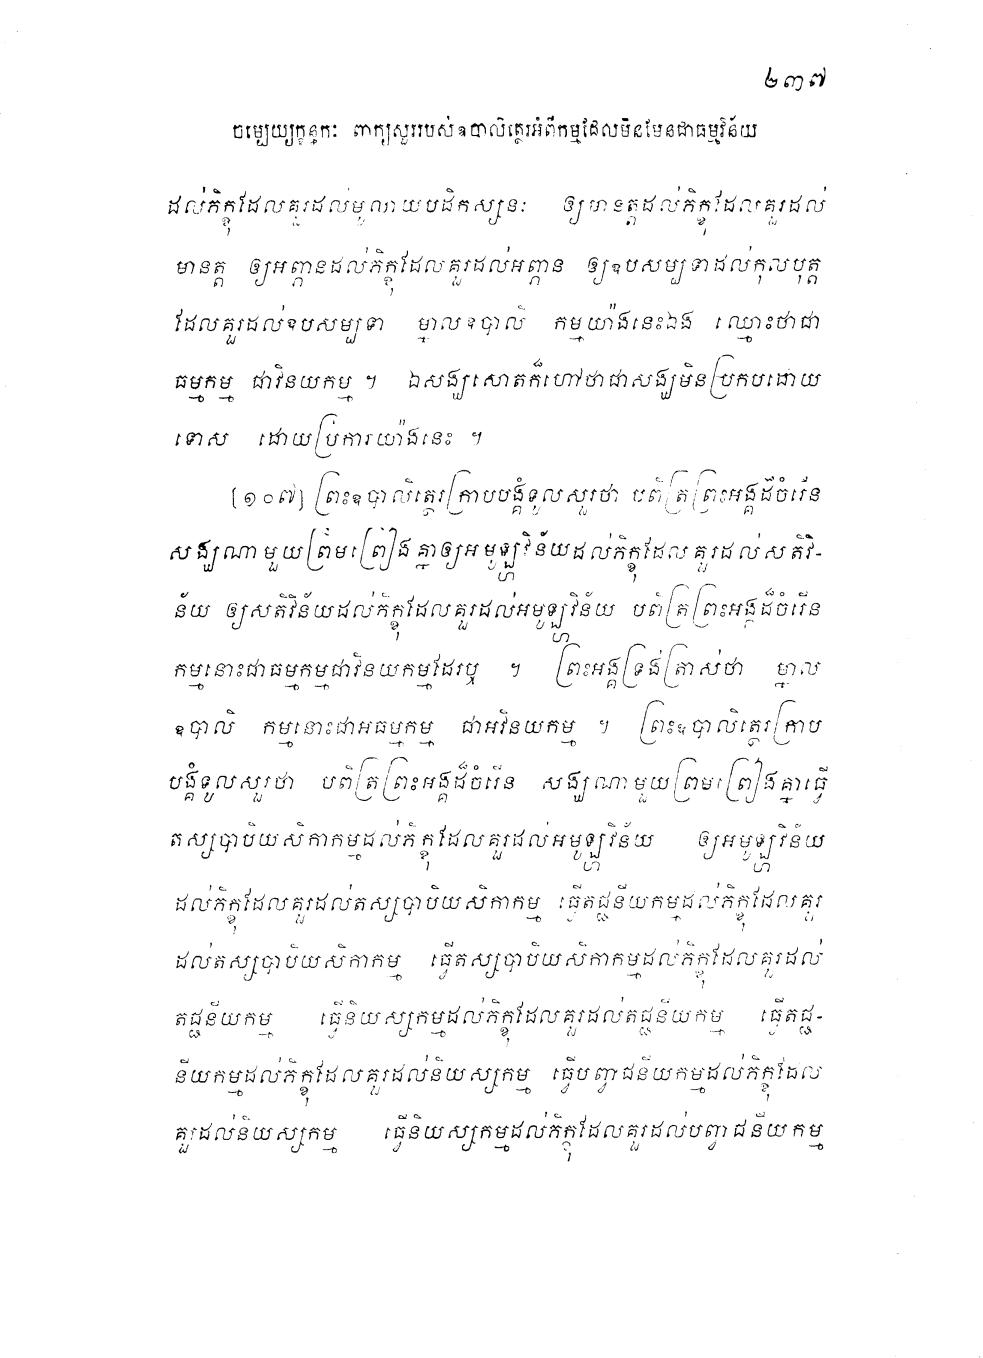 ២៣៧
ចម្បេយ្យក្ខន្ធកៈ ពាក្យសួររបស់ឧបាលិត្ថេរអំពីកម្មដែលមិនមែនជាធម្មវិន័យ
ដល់ភិក្ខុដែលគួរដល់មូលាយបដិកស្សនៈ ឲ្យមានត្តដល់ភិក្ខុដែលគួរដល់
មានត្ត ឲ្យអព្ភានដល់ភិក្ខុដែលគួរដល់អព្ភាន ឲ្យឧបសម្បទាដល់កុលបុត្ត
ដែលគួរដល់ឧបសម្បទា ម្នាលឧបាលិ កម្មយ៉ាងនេះឯង ឈ្មោះថាជា
ធម្មកម្ម ជាវិនយកម្ម ។ ឯសង្ឃសោតក៏ហៅថាជាសង្ឃមិនប្រកបដោយ
ទោស ដោយប្រការយ៉ាងនេះ ។
[១០៧] ព្រះឧបាលិត្ថេរក្រាបបង្គំទូលសួរថា បពិត្រព្រះអង្គដ៏ចំរើន
សង្ឃណាមួយព្រមព្រៀងគ្នាឲ្យអមូឡ្ហវិន័យដល់ភិក្ខុដែលគួរដល់សតិវិ-
ន័យ ឲ្យសតិវិន័យដល់ភិក្ខុដែលគួរដល់អមូឡ្ហវិន័យ បពិត្រព្រះអង្គដ៏ចំរើន
កម្មនោះជាធម្មកម្មជាវិនយកម្មដែរឬ ។ ព្រះអង្គទ្រង់ត្រាស់ថា ម្នាល
ឧបាលិ កម្មនោះជាអធម្មកម្ម ជាអវិនយកម្ម ។ ព្រះឧបាលិត្ថេរក្រាប
បង្គំទូលសួរថា បពិត្រព្រះអង្គដ៏ចំរើន សង្ឃណាមួយព្រមព្រៀងគ្នាធ្វើ
តស្សបាបិយសិកាកម្មដល់ភិក្ខុដែលគួរដល់អមូឡ្ហវិន័យ ឲ្យអមូឡ្ហវិន័យ
ដល់ភិក្ខុដែលគួរដល់តស្សបាបិយសិកាកម្ម ធ្វើតជ្ជនីយកម្មដល់ភិក្ខុដែលគួរ
ដល់តស្សបាបិយសិកាកម្ម ធ្វើតស្សបាបិយសិកាកម្មដល់ភិក្ខុដែលគួរដល់
តជ្ជនីយកម្ម ធ្វើនិយស្សកម្មដល់ភិក្ខុដែលគួរដល់តជ្ជនីយកម្ម ធ្វើតជ្ជ-
នីយកម្មដល់ភិក្ខុដែលគួរដល់និយស្សកម្ម ធ្វើបញ្វជនីយកម្មដល់ភិក្ខុដែល
គួរដល់និយស្សកម្ម ធ្វើនិយស្សកម្មដល់ភិក្ខុដែលគួរដល់បព្វាជនីយកម្ម